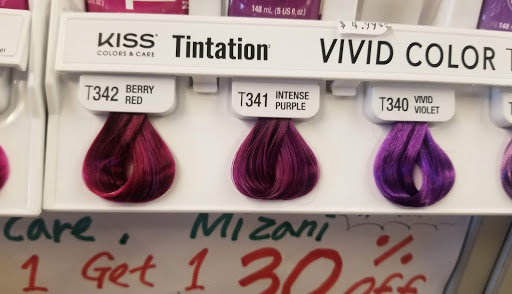 148 mL (5 US fl oz.)
$ 4.99
KISS
COLORS & CARE
Tintation
VIVID COLOR
T342 BERRY RED
T341 INTENSE PURPLE
T340 VIVID VIOLET
Care, Mizani
1 Get 1 30% off